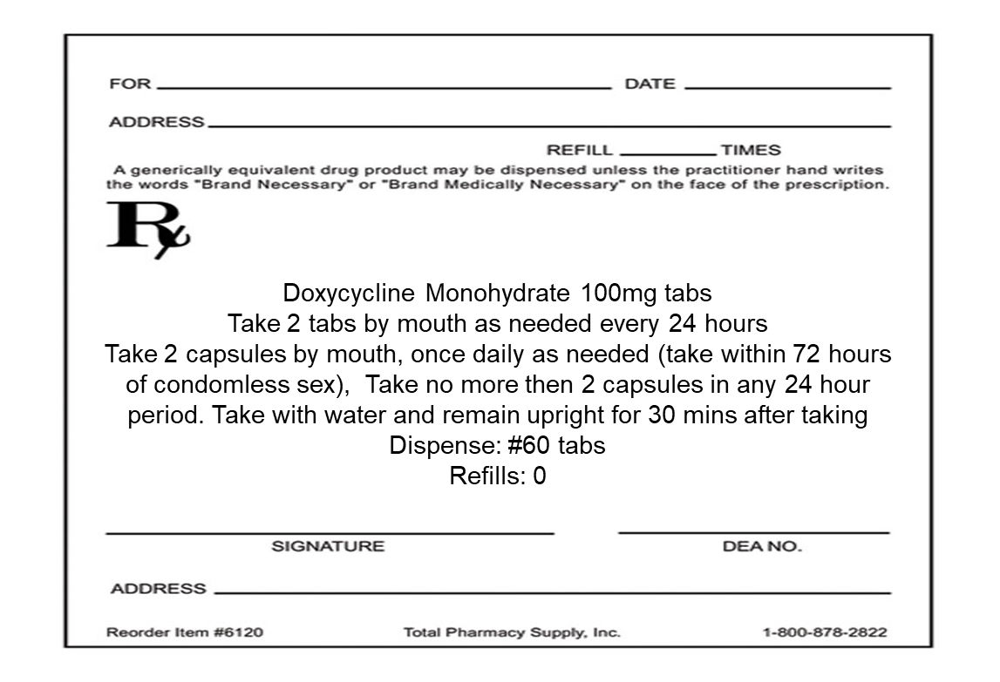 FOR DATE
ADDRESS
REFILL TIMES
A generically equivalent drug product may be dispensed unless the practitioner hand writes
the words "Brand Necessary" or "Brand Medically Necessary" on the face of the prescription.
Rx
Doxycycline Monohydrate 100mg tabs
Take 2 tabs by mouth as needed every 24 hours
Take 2 capsules by mouth, once daily as needed (take within 72 hours
of condomless sex), Take no more then 2 capsules in any 24 hour
period. Take with water and remain upright for 30 mins after taking
Dispense: #60 tabs
Refills: 0
SIGNATURE DEA NO.
ADDRESS
Reorder Item #6120 Total Pharmacy Supply, Inc. 1-800-878-2822